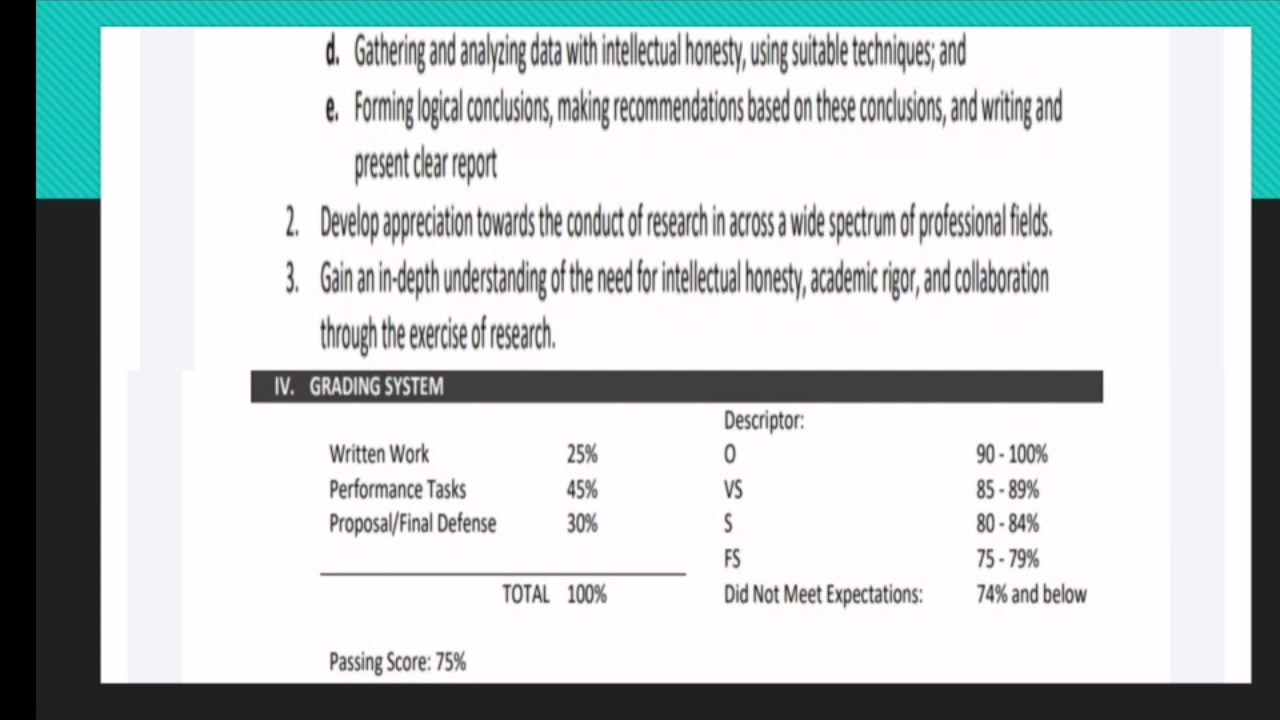 d. Gathering and analyzing data with intellectual honesty, using suitable techniques; and
e. Forming logical conclusions, making recommendations based on these conclusions, and writing and
present clear report
2. Develop appreciation towards the conduct of research in across a wide spectrum of professional fields.
3. Gain an in-depth understanding of the need for intellectual honesty, academic rigor, and collaboration
through the exercise of research.
IV. GRADING SYSTEM
Descriptor:
Written Work 25% O 90 - 100%
Performance Tasks 45% VS 85 - 89%
Proposal/Final Defense 30% S 80 - 84%
FS 75 - 79%
TOTAL 100% Did Not Meet Expectations: 74% and below
Passing Score: 75%